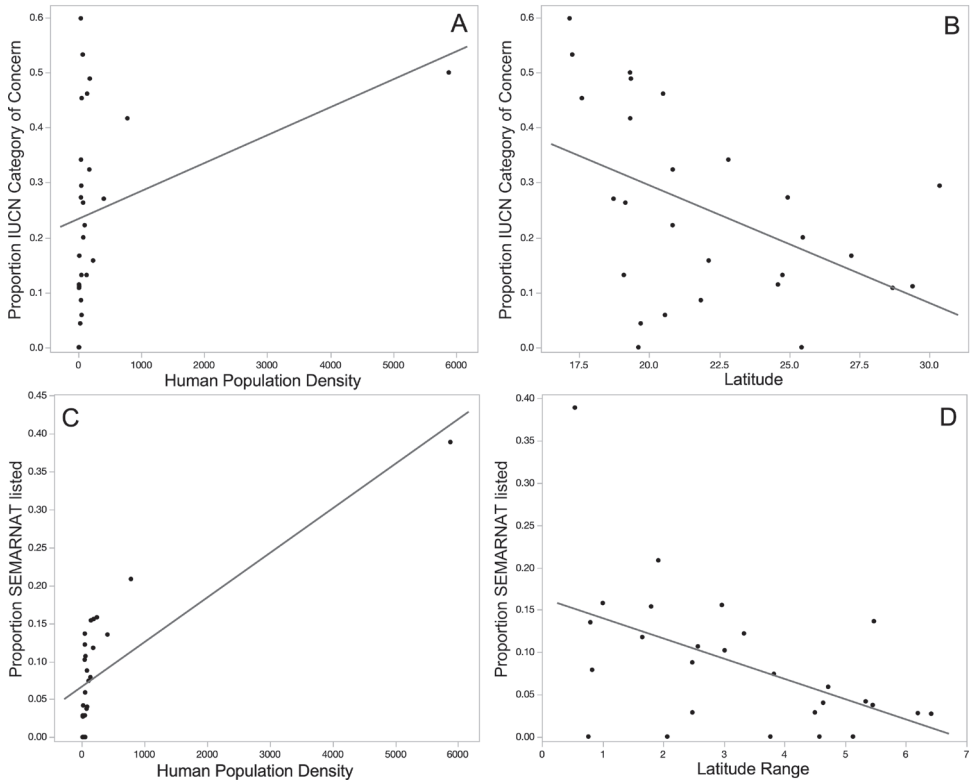 A
Proportion IUCN Category of Concern
0.6
0.5
0.4
0.3
0.2
0.1
0.0
0 1000 2000 3000 4000 5000 6000
Human Population Density
B
Proportion IUCN Category of Concern
0.6
0.5
0.4
0.3
0.2
0.1
0.0
17.5 20.0 22.5 25.0 27.5 30.0
Latitude
C
Proportion SEMARNAT listed
0.45
0.40
0.35
0.30
0.25
0.20
0.15
0.10
0.05
0.00
0 1000 2000 3000 4000 5000 6000
Human Population Density
D
Proportion SEMARNAT listed
0.40
0.35
0.30
0.25
0.20
0.15
0.10
0.05
0.00
0 1 2 3 4 5 6 7
Latitude Range